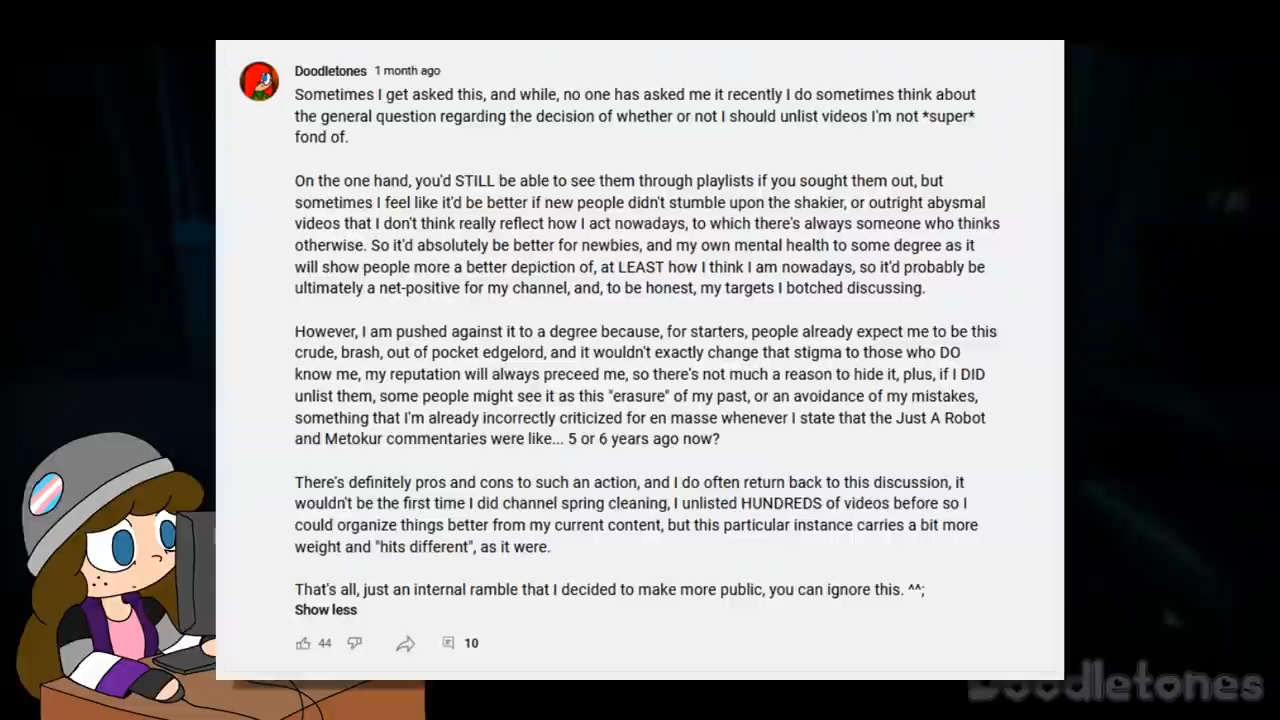 Doodletones 1 month ago
Sometimes I get asked this, and while, no one has asked me it recently I do sometimes think about
the general question regarding the decision of whether or not I should unlist videos I'm not *super*
fond of.
On the one hand, you'd STILL be able to see them through playlists if you sought them out, but
sometimes I feel like it'd be better if new people didn't stumble upon the shakier, or outright abysmal
videos that I don't think really reflect how I act nowadays, to which there's always someone who thinks
otherwise. So it'd absolutely be better for newbies, and my own mental health to some degree as it
will show people more a better depiction of, at LEAST how I think I am nowadays, so it'd probably be
ultimately a net-positive for my channel, and, to be honest, my targets I botched discussing.
However, I am pushed against it to a degree because, for starters, people already expect me to be this
crude, brash, out of pocket edgelord, and it wouldn't exactly change that stigma to those who DO
know me, my reputation will always preceed me, so there's not much a reason to hide it, plus, if I DID
unlist them, some people might see it as this "erasure" of my past, or an avoidance of my mistakes,
something that I'm already incorrectly criticized for en masse whenever I state that the Just A Robot
and Metokur commentaries were like... 5 or 6 years ago now?
There's definitely pros and cons to such an action, and I do often return back to this discussion, it
wouldn't be the first time I did channel spring cleaning, I unlisted HUNDREDS of videos before so I
could organize things better from my current content, but this particular instance carries a bit more
weight and "hits different", as it were.
That's all, just an internal ramble that I decided to make more public, you can ignore this. ^^;
Show less
44 10
Doodletones